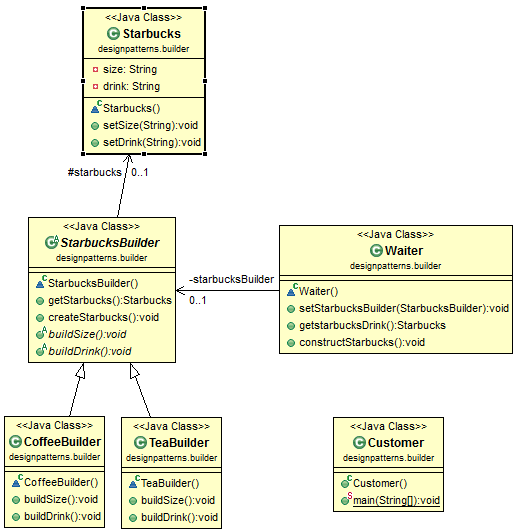 <<Java Class>>
Starbucks
designpatterns.builder
size: String
drink: String
Starbucks()
setSize(String):void
setDrink(String):void
#starbucks 0..1
<<Java Class>>
StarbucksBuilder
designpatterns.builder
StarbucksBuilder()
getStarbucks():Starbucks
createStarbucks():void
buildSize():void
buildDrink():void
-starbucksBuilder
0..1
<<Java Class>>
Waiter
designpatterns.builder
Waiter()
setStarbucksBuilder(StarbucksBuilder):void
getstarbucksDrink():Starbucks
constructStarbucks():void
<<Java Class>>
CoffeeBuilder
designpatterns.builder
CoffeeBuilder()
buildSize():void
buildDrink():void
<<Java Class>>
TeaBuilder
designpatterns.builder
TeaBuilder()
buildSize():void
buildDrink():void
<<Java Class>>
Customer
designpatterns.builder
Customer()
main(String[]):void